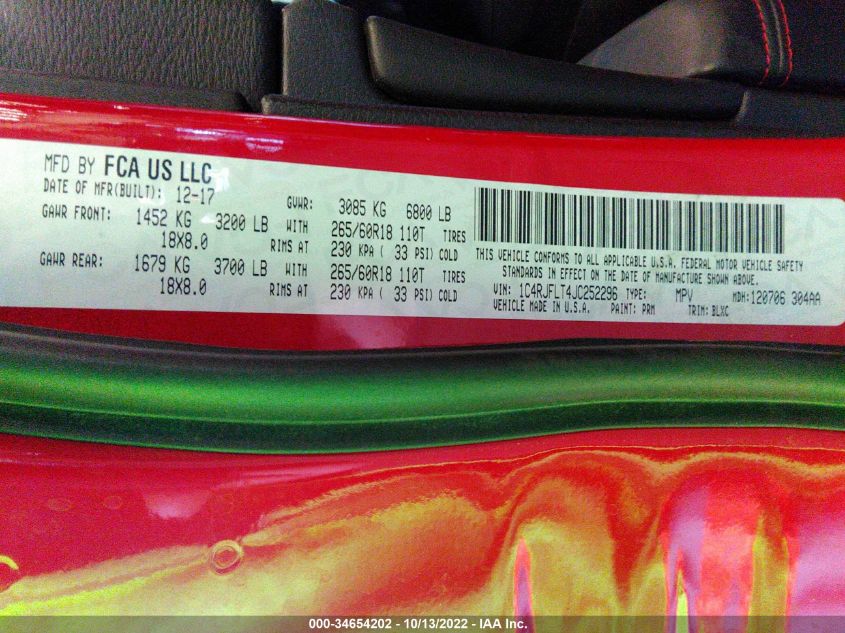 MFD BY FCA US LLC
DATE OF MFR(BUILT): 12-17 GVWR: 3085 KG 6800 LB
GAWR FRONT: 1452 KG 3200 LB WITH 265/60R18 110T TIRES
18X8.0 RIMS AT 230 KPA ( 33 PSI) COLD
GAWR REAR: 1679 KG 3700 LB WITH 265/60R18 110T TIRES
18X8.0 RIMS AT 230 KPA ( 33 PSI) COLD
THIS VEHICLE CONFORMS TO ALL APPLICABLE U.S.A. FEDERAL MOTOR VEHICLE SAFETY
STANDARDS IN EFFECT ON THE DATE OF MANUFACTURE SHOWN ABOVE.
VIN: 1C4RJFLT4JC252296 TYPE: MPV MDH:120706 304AA
VEHICLE MADE IN U.S.A. PAINT: PRM TRIM: BLXC
000-34654202 - 10/13/2022 - IAA Inc.